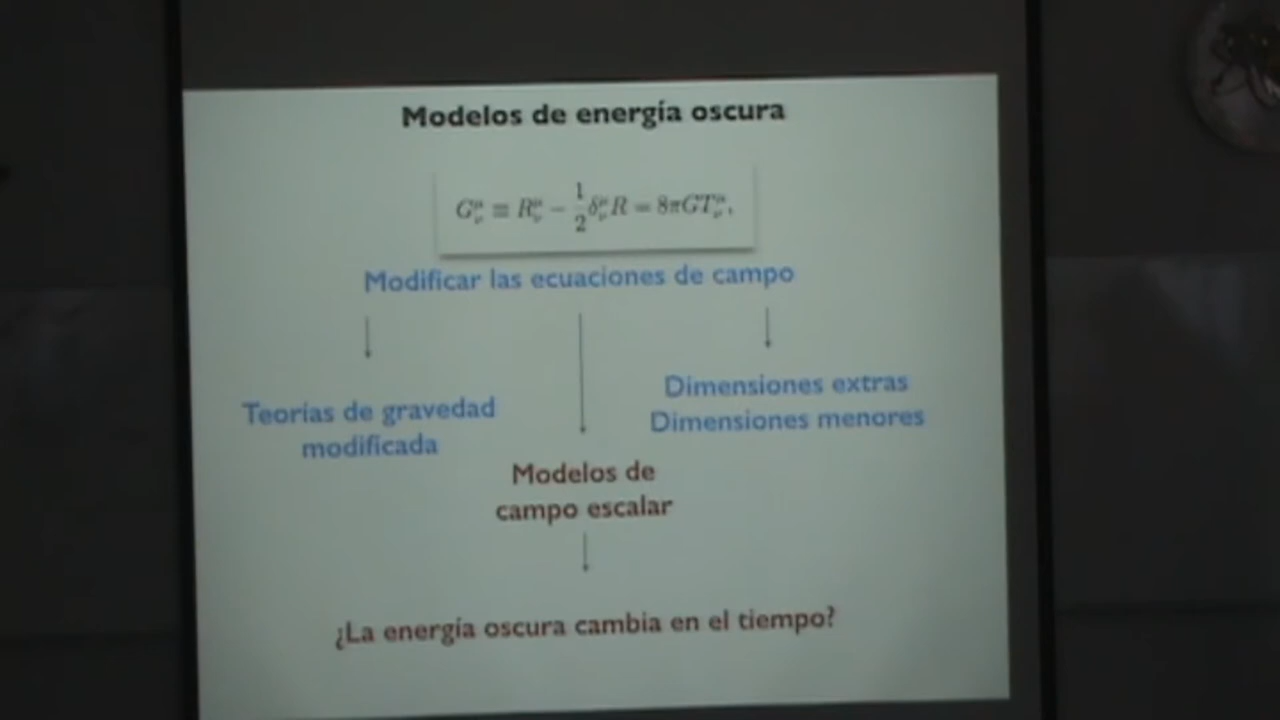 Modelos de energía oscura
G^μ_ν ≡ R^μ_ν − 1/2 δ^μ_ν R = 8πGT^μ_ν,
Modificar las ecuaciones de campo
Teorías de gravedad
modificada
Dimensiones extras
Dimensiones menores
Modelos de
campo escalar
¿La energía oscura cambia en el tiempo?